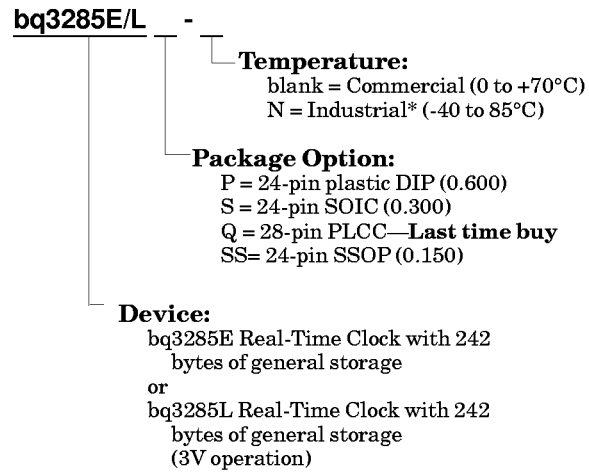 bq3285E/L __ - __
Temperature:
blank = Commercial (0 to +70°C)
N = Industrial* (-40 to 85°C)
Package Option:
P = 24-pin plastic DIP (0.600)
S = 24-pin SOIC (0.300)
Q = 28-pin PLCC—Last time buy
SS= 24-pin SSOP (0.150)
Device:
bq3285E Real-Time Clock with 242
bytes of general storage
or
bq3285L Real-Time Clock with 242
bytes of general storage
(3V operation)